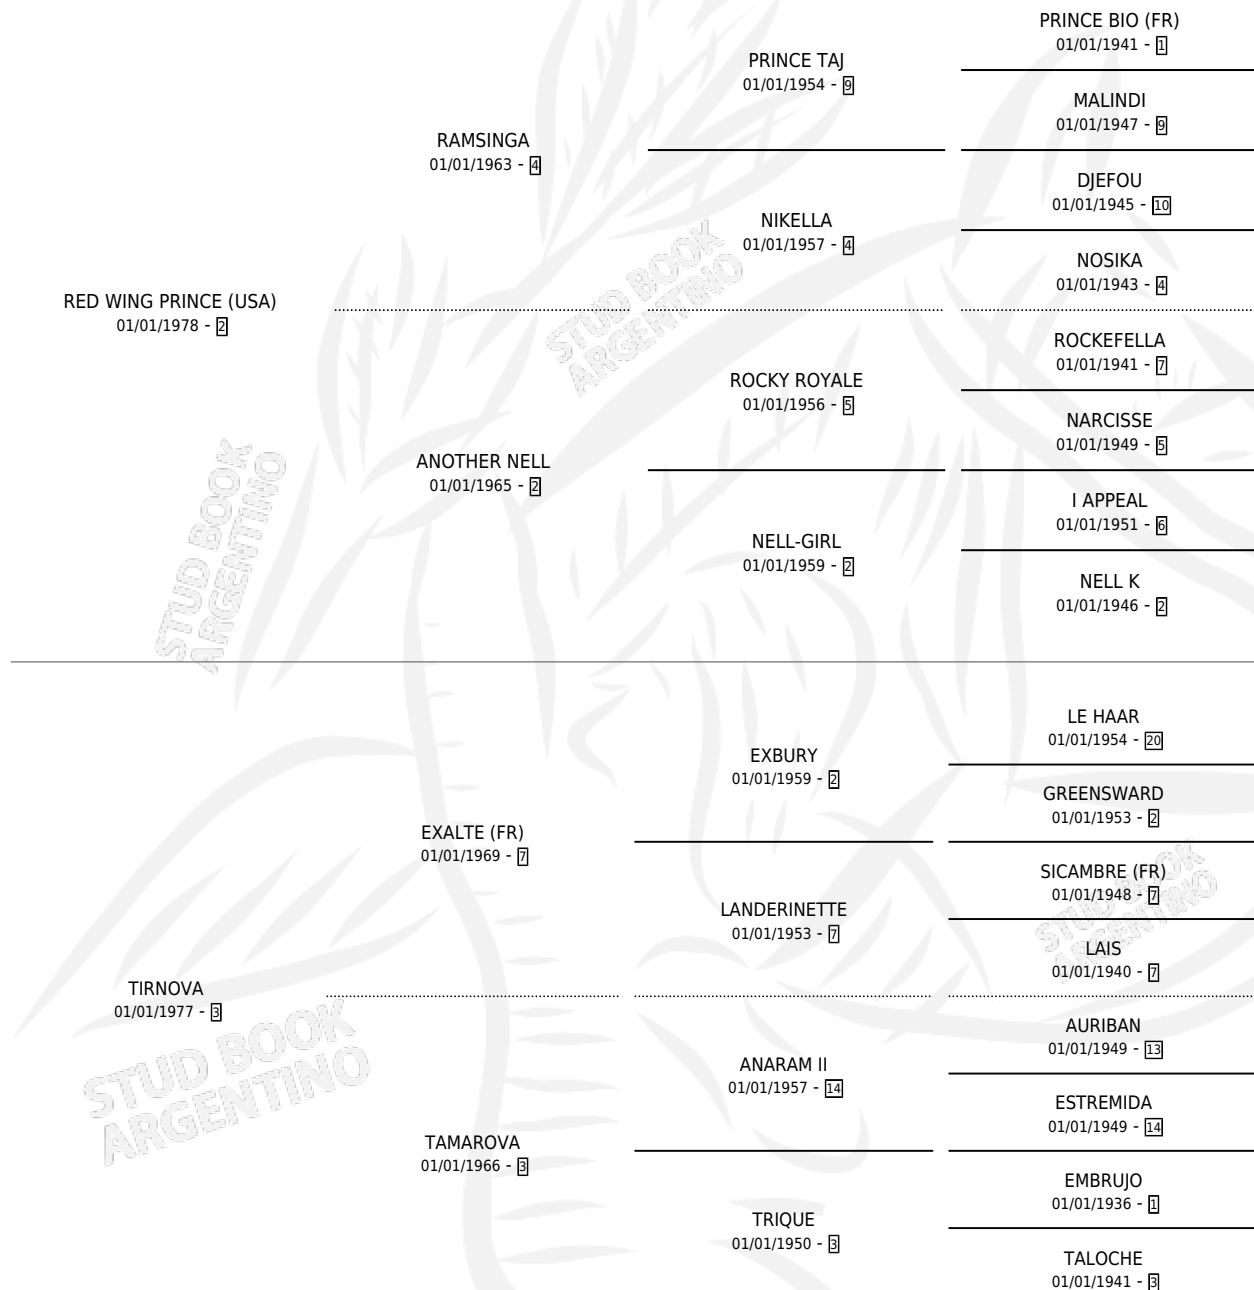 PRINCE BIO (FR)
01/01/1941 - 1
PRINCE TAJ
01/01/1954 - 9
MALINDI
01/01/1947 - 9
RAMSINGA
01/01/1963 - 4
DJEFOU
01/01/1945 - 10
NIKELLA
01/01/1957 - 4
NOSIKA
01/01/1943 - 4
RED WING PRINCE (USA)
01/01/1978 - 2
STUD BOOK
ARGENTINO
ROCKEFELLA
01/01/1941 - 7
ROCKY ROYALE
01/01/1956 - 5
NARCISSE
01/01/1949 - 5
ANOTHER NELL
01/01/1965 - 2
I APPEAL
01/01/1951 - 6
NELL-GIRL
01/01/1959 - 2
NELL K
01/01/1946 - 2
STUD BOOK
ARGENTINO
LE HAAR
01/01/1954 - 20
EXBURY
01/01/1959 - 2
GREENSWARD
01/01/1953 - 2
EXALTE (FR)
01/01/1969 - 7
SICAMBRE (FR)
01/01/1948 - 7
LANDERINETTE
01/01/1953 - 7
LAIS
01/01/1940 - 7
STUD BOOK
ARGENTINO
TIRNOVA
01/01/1977 - 3
STUD BOOK
ARGENTINO
AURIBAN
01/01/1949 - 13
ANARAM II
01/01/1957 - 14
ESTREMIDA
01/01/1949 - 14
TAMAROVA
01/01/1966 - 3
EMBRUJO
01/01/1936 - 1
TRIQUE
01/01/1950 - 3
TALOCHE
01/01/1941 - 3